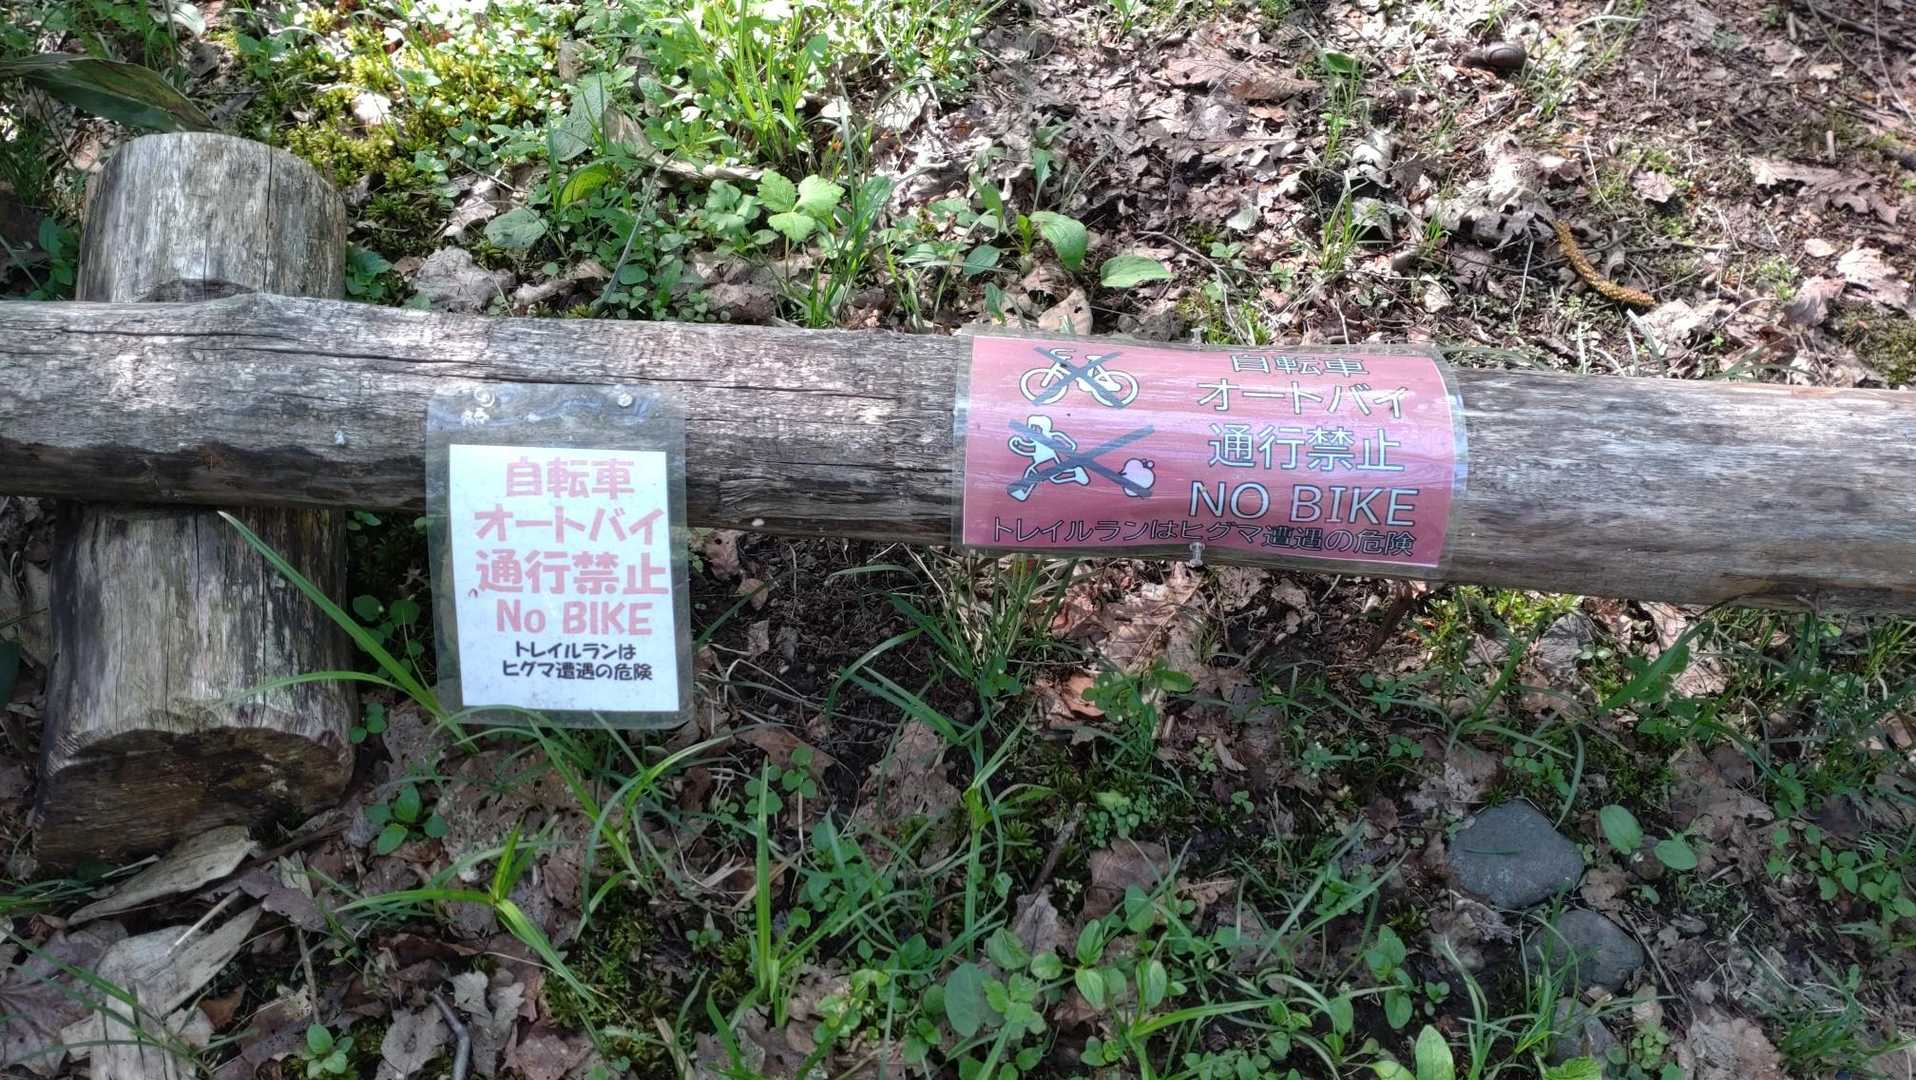 自転車
オートバイ
通行禁止
No BIKE
トレイルランは
ヒグマ遭遇の危険
自転車
オートバイ
通行禁止
NO BIKE
トレイルランはヒグマ遭遇の危険